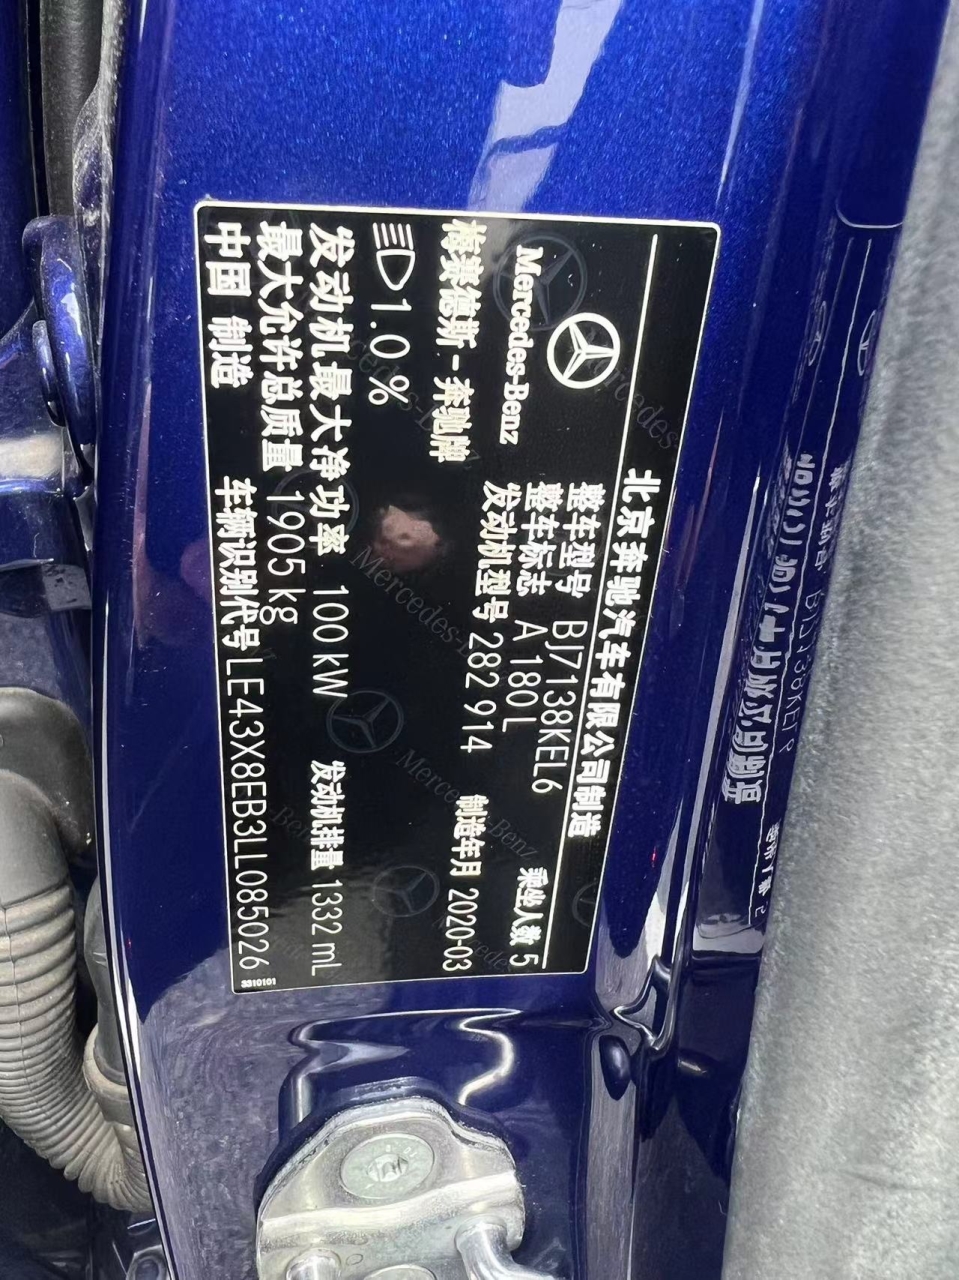 北京奔驰汽车有限公司制造
Mercedes-Benz
整车型号 BJ7138KEL6
乘坐人数 5
整车标志 A 180 L
梅赛德斯-奔驰牌
发动机型号 282 914
制造年月 2020-03
1.0 %
发动机最大净功率 100 kW
发动机排量 1332 mL
最大允许总质量 1905 kg
中国 制造
车辆识别代号 LE43X8EB3LL085026
3310101